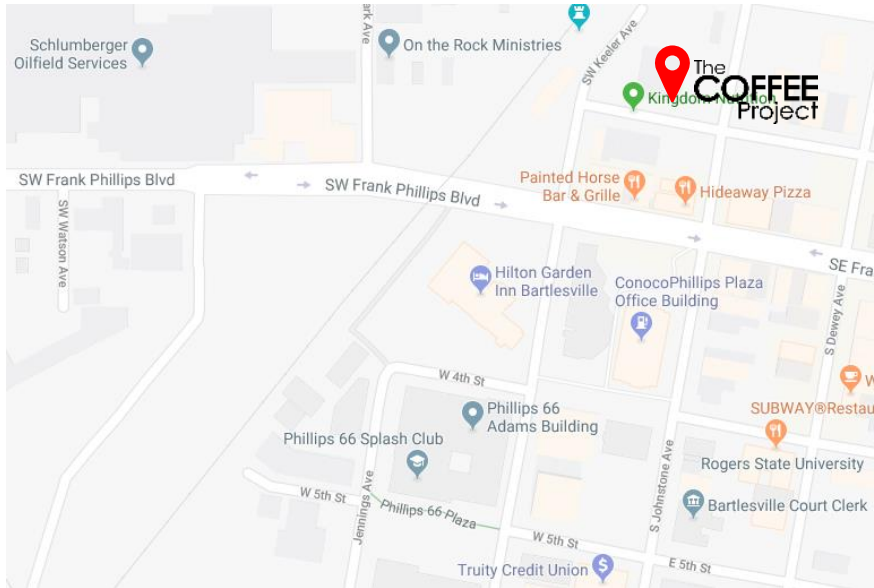 ark Ave
Schlumberger
Oilfield Services
On the Rock Ministries
SW Keeler Ave
The
COFFEE
Project
Kingdom Nutrition
SW Frank Phillips Blvd
SW Frank Phillips Blvd
Painted Horse
Bar & Grille
Hideaway Pizza
SW Watson Ave
Hilton Garden
Inn Bartlesville
ConocoPhillips Plaza
Office Building
SE Fra
S Dewey Ave
W 4th St
W
SUBWAY®Restau
Phillips 66
Adams Building
Phillips 66 Splash Club
Rogers State University
S Johnstone Ave
W 5th St
Jennings Ave
Phillips 66 Plaza
Bartlesville Court Clerk
W 5th St
E 5th St
Truity Credit Union